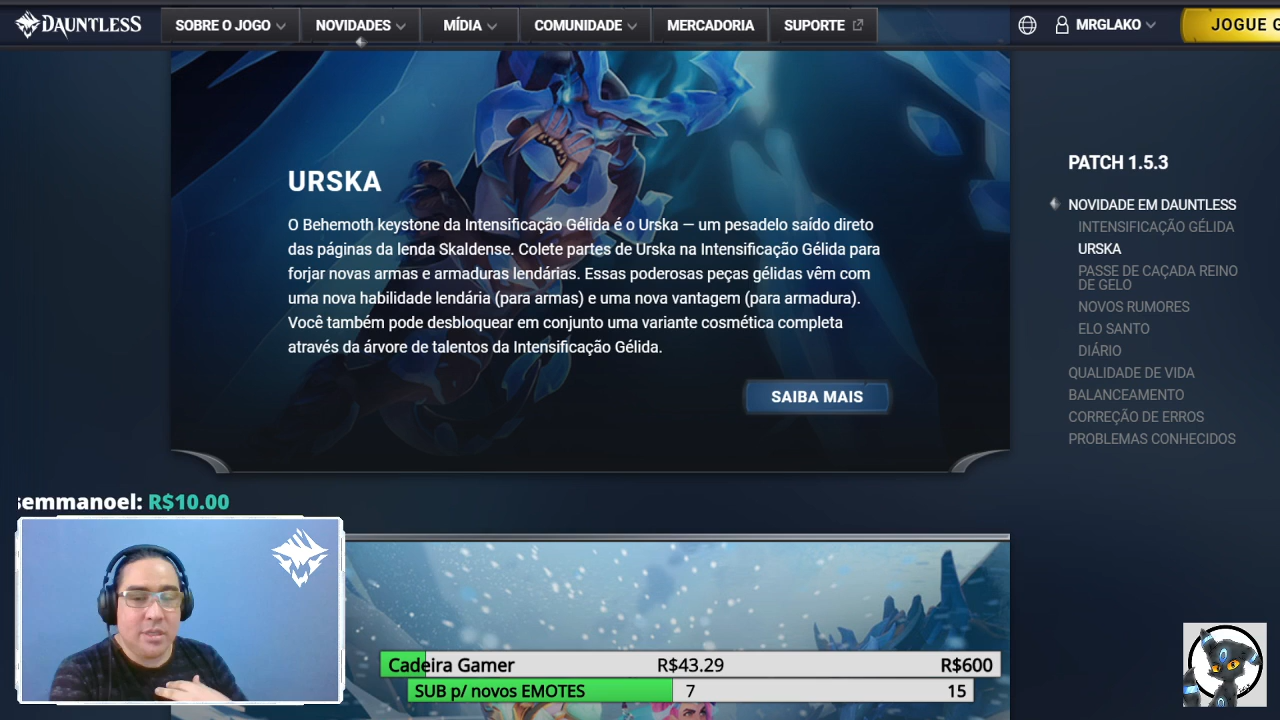 DAUNTLESS
SOBRE O JOGO
NOVIDADES
MÍDIA
COMUNIDADE
MERCADORIA
SUPORTE
MRGLAKO
JOGUE
URSKA
O Behemoth keystone da Intensificação Gélida é o Urska — um pesadelo saído direto
das páginas da lenda Skaldense. Colete partes de Urska na Intensificação Gélida para
forjar novas armas e armaduras lendárias. Essas poderosas peças gélidas vêm com
uma nova habilidade lendária (para armas) e uma nova vantagem (para armadura).
Você também pode desbloquear em conjunto uma variante cosmética completa
através da árvore de talentos da Intensificação Gélida.
SAIBA MAIS
PATCH 1.5.3
NOVIDADE EM DAUNTLESS
INTENSIFICAÇÃO GÉLIDA
URSKA
PASSE DE CAÇADA REINO
DE GELO
NOVOS RUMORES
ELO SANTO
DIÁRIO
QUALIDADE DE VIDA
BALANCEAMENTO
CORREÇÃO DE ERROS
PROBLEMAS CONHECIDOS
semmanoel: R$10.00
Cadeira Gamer R$43.29 R$600
SUB p/ novos EMOTES 7 15